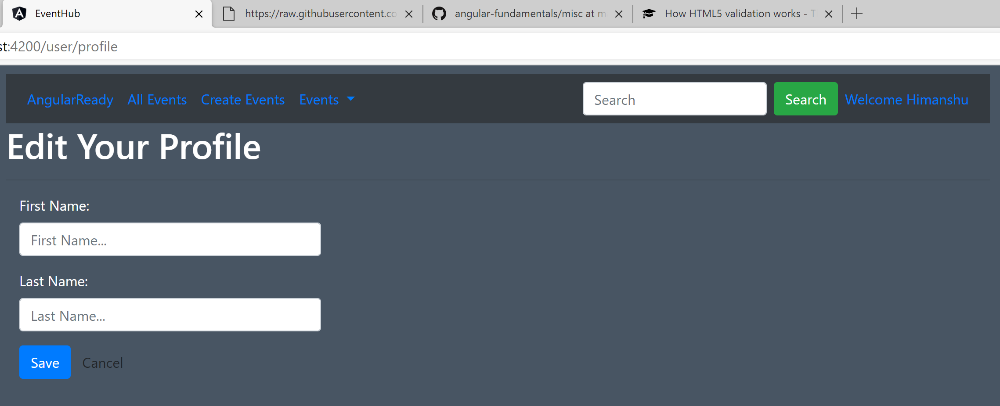 EventHub
https://raw.githubusercontent.co
angular-fundamentals/misc at m
How HTML5 validation works - T
st:4200/user/profile
AngularReady All Events Create Events Events Search Search Welcome Himanshu
Edit Your Profile
First Name:
First Name...
Last Name:
Last Name...
Save Cancel